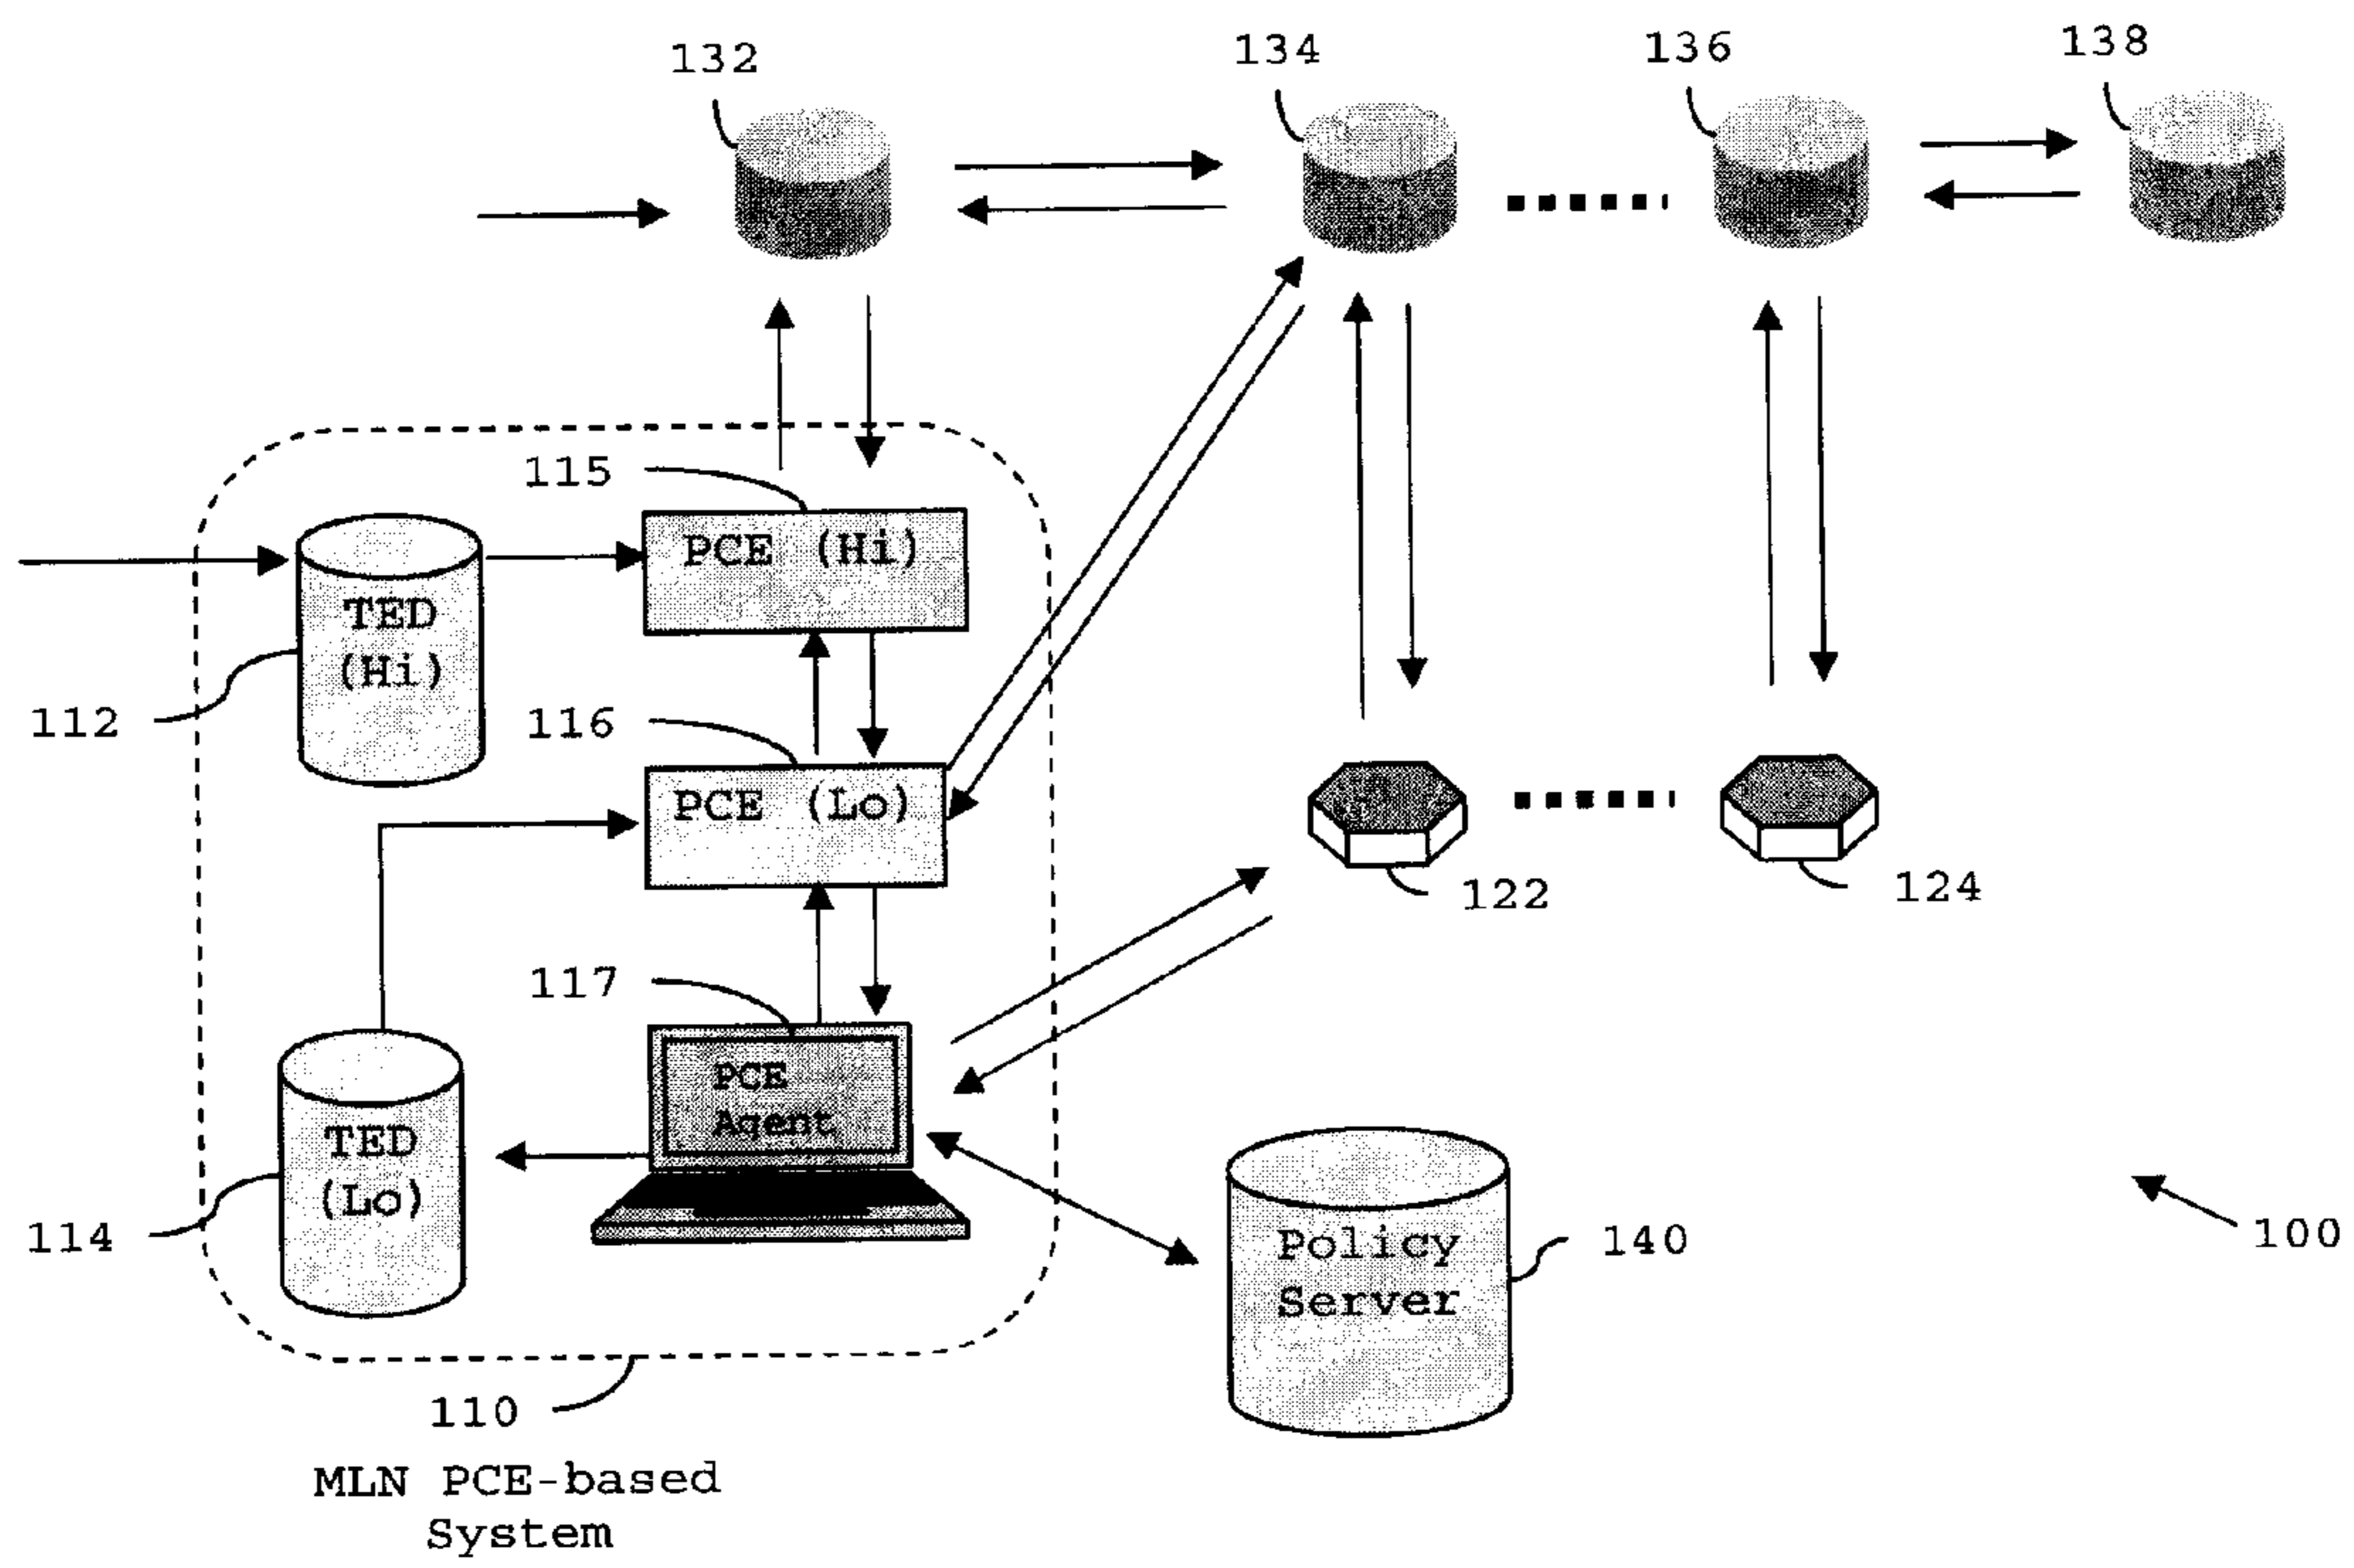 132
134
136
138
115
PCE (Hi)
TED
(Hi)
112
116
PCE (Lo)
122
124
117
PCE
Agent
TED
(Lo)
114
Policy
Server
140
100
110
MLN PCE-based
System